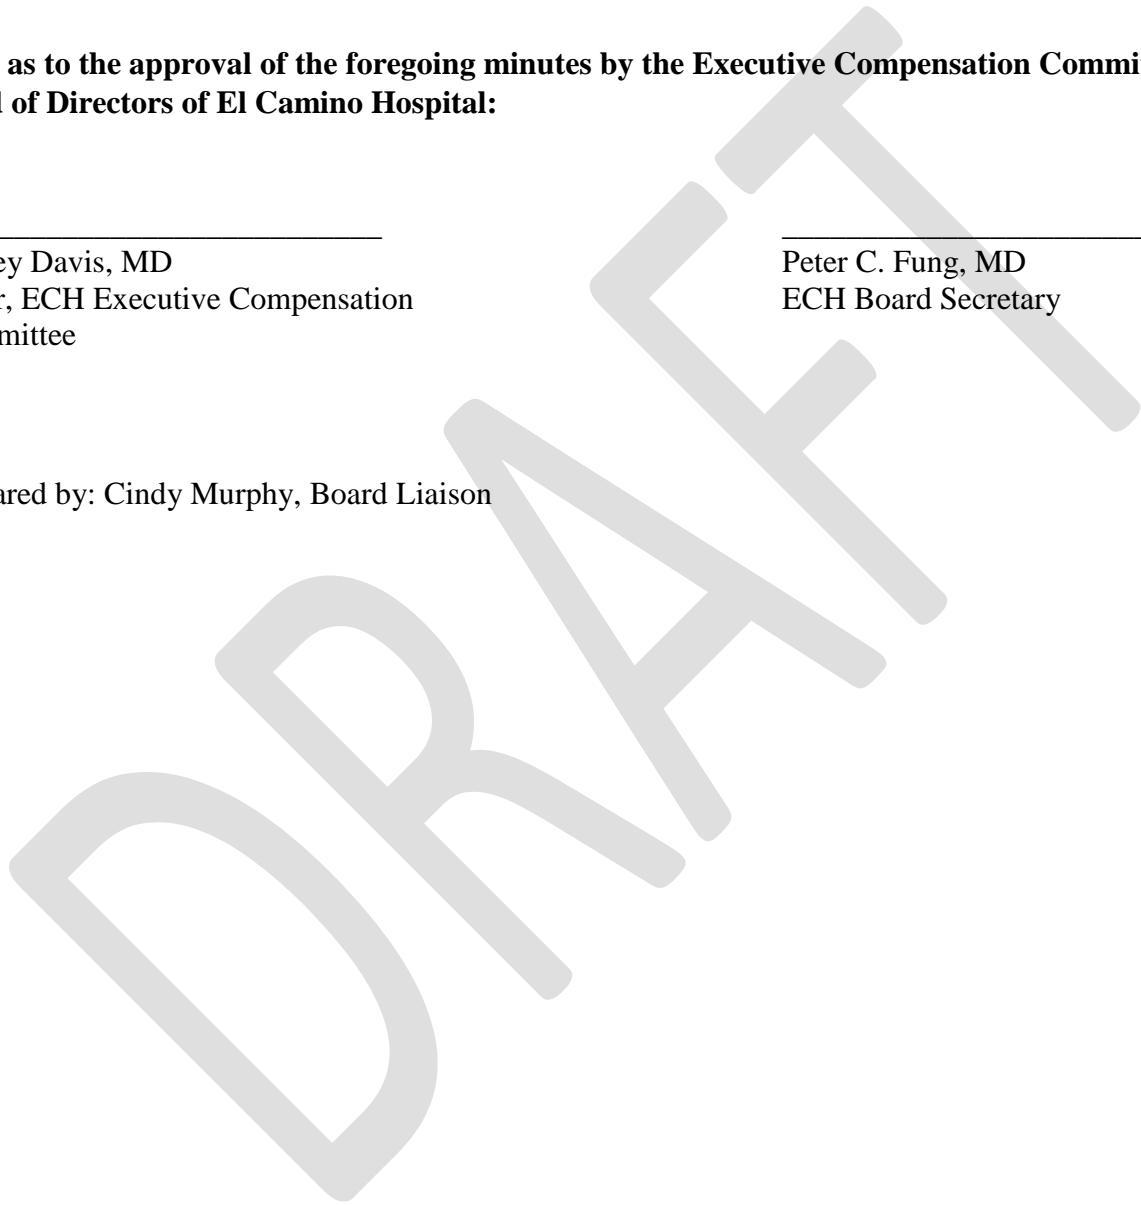 as to the approval of the foregoing minutes by the Executive Compensation Commi
of Directors of El Camino Hospital:
ey Davis, MD
Peter C. Fung, MD
, ECH Executive Compensation
ECH Board Secretary
mittee
ared by: Cindy Murphy, Board Liaison
DRAFT